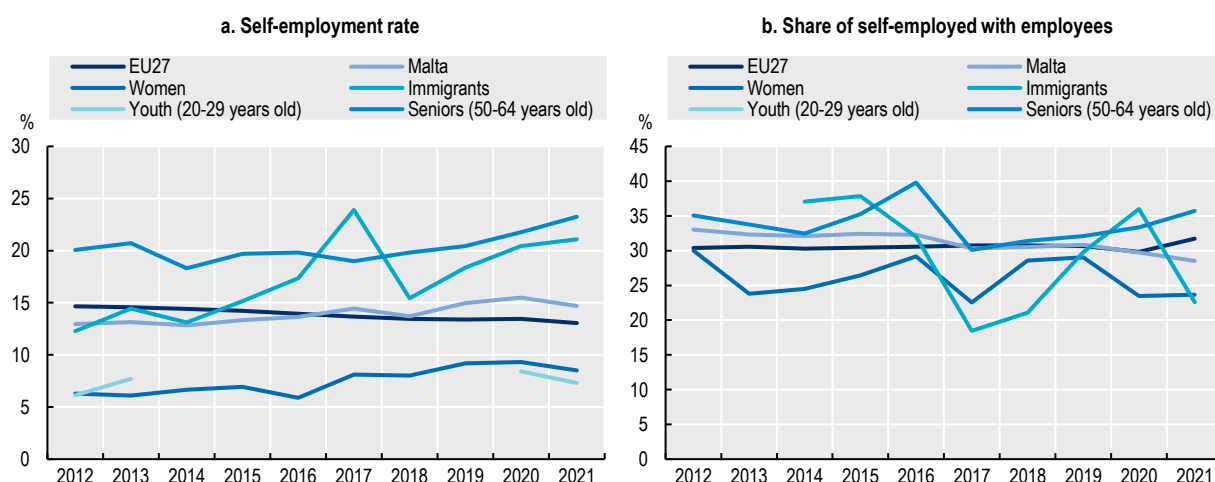 a. Self-employment rate
EU27
Malta
Women
Immigrants
Youth (20-29 years old)
Seniors (50-64 years old)
%
30
25
20
15
10
5
0
2012 2013 2014 2015 2016 2017 2018 2019 2020 2021
b. Share of self-employed with employees
EU27
Malta
Women
Immigrants
Youth (20-29 years old)
Seniors (50-64 years old)
%
45
40
35
30
25
20
15
10
5
0
2012 2013 2014 2015 2016 2017 2018 2019 2020 2021